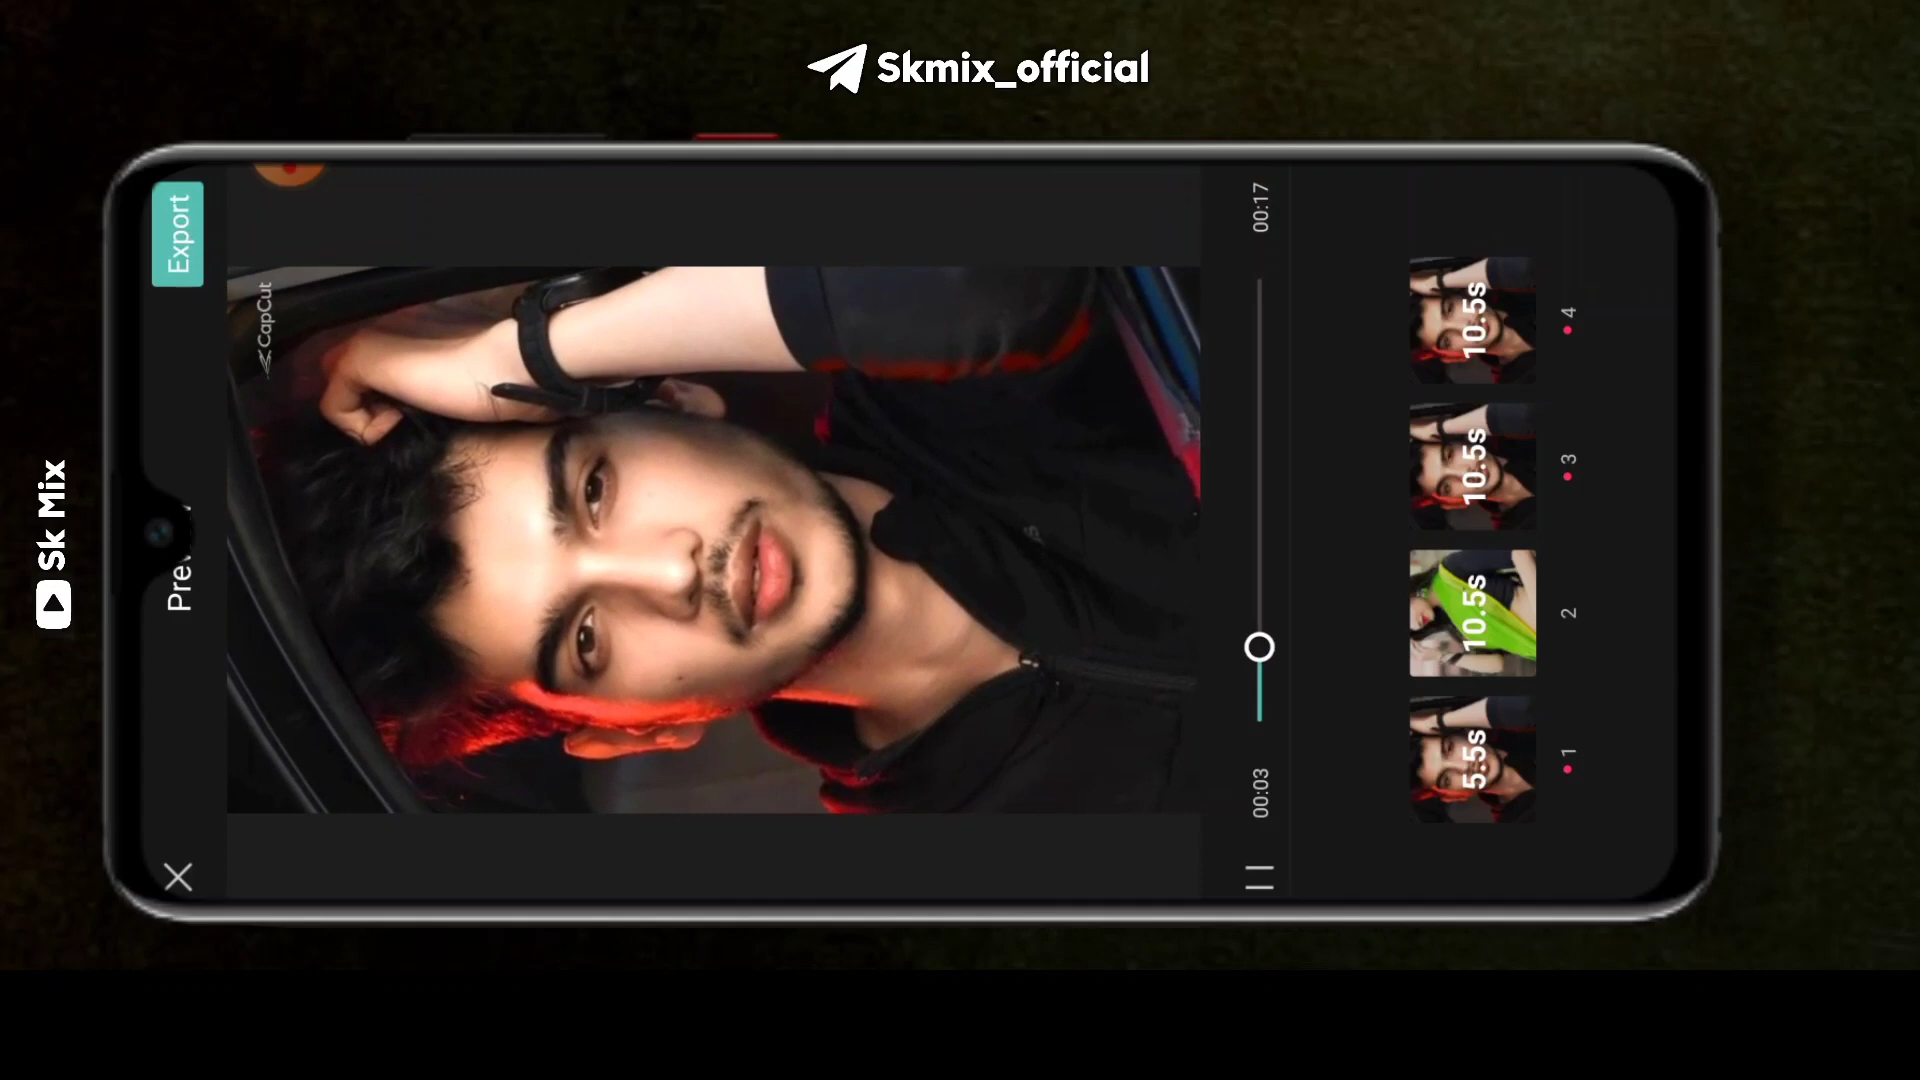 Skmix_official
Sk Mix
Export
CapCut
00:03
00:17
5.5s
10.5s
10.5s
10.5s
1
2
3
4